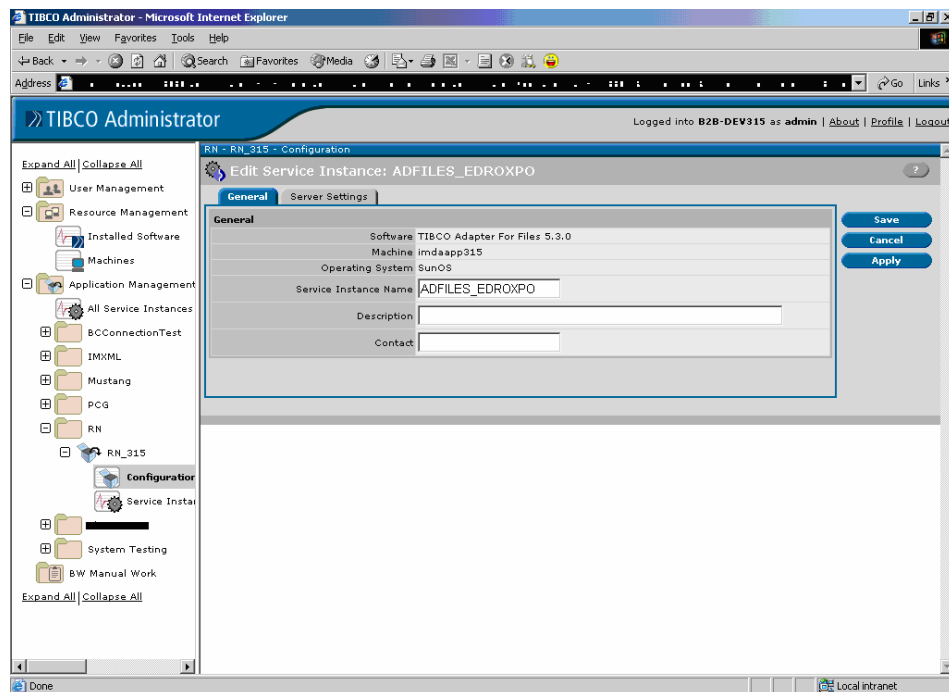 TIBCO Administrator - Microsoft Internet Explorer
File Edit View Favorites Tools Help
Back Search Favorites Media
Address Go Links »
TIBCO Administrator
Logged into B2B-DEV315 as admin | About | Profile | Logout
Expand All | Collapse All
User Management
Resource Management
Installed Software
Machines
Application Management
All Service Instances
BCConnectionTest
IMXML
Mustang
PCG
RN
RN_315
Configuration
Service Instar
System Testing
BW Manual Work
Expand All | Collapse All
RN - RN_315 - Configuration
Edit Service Instance: ADFILES_EDROXPO
?
General Server Settings
General
Software TIBCO Adapter For Files 5.3.0
Machine imdaapp315
Operating System SunOS
Service Instance Name ADFILES_EDROXPO
Description
Contact
Save
Cancel
Apply
Done
Local intranet